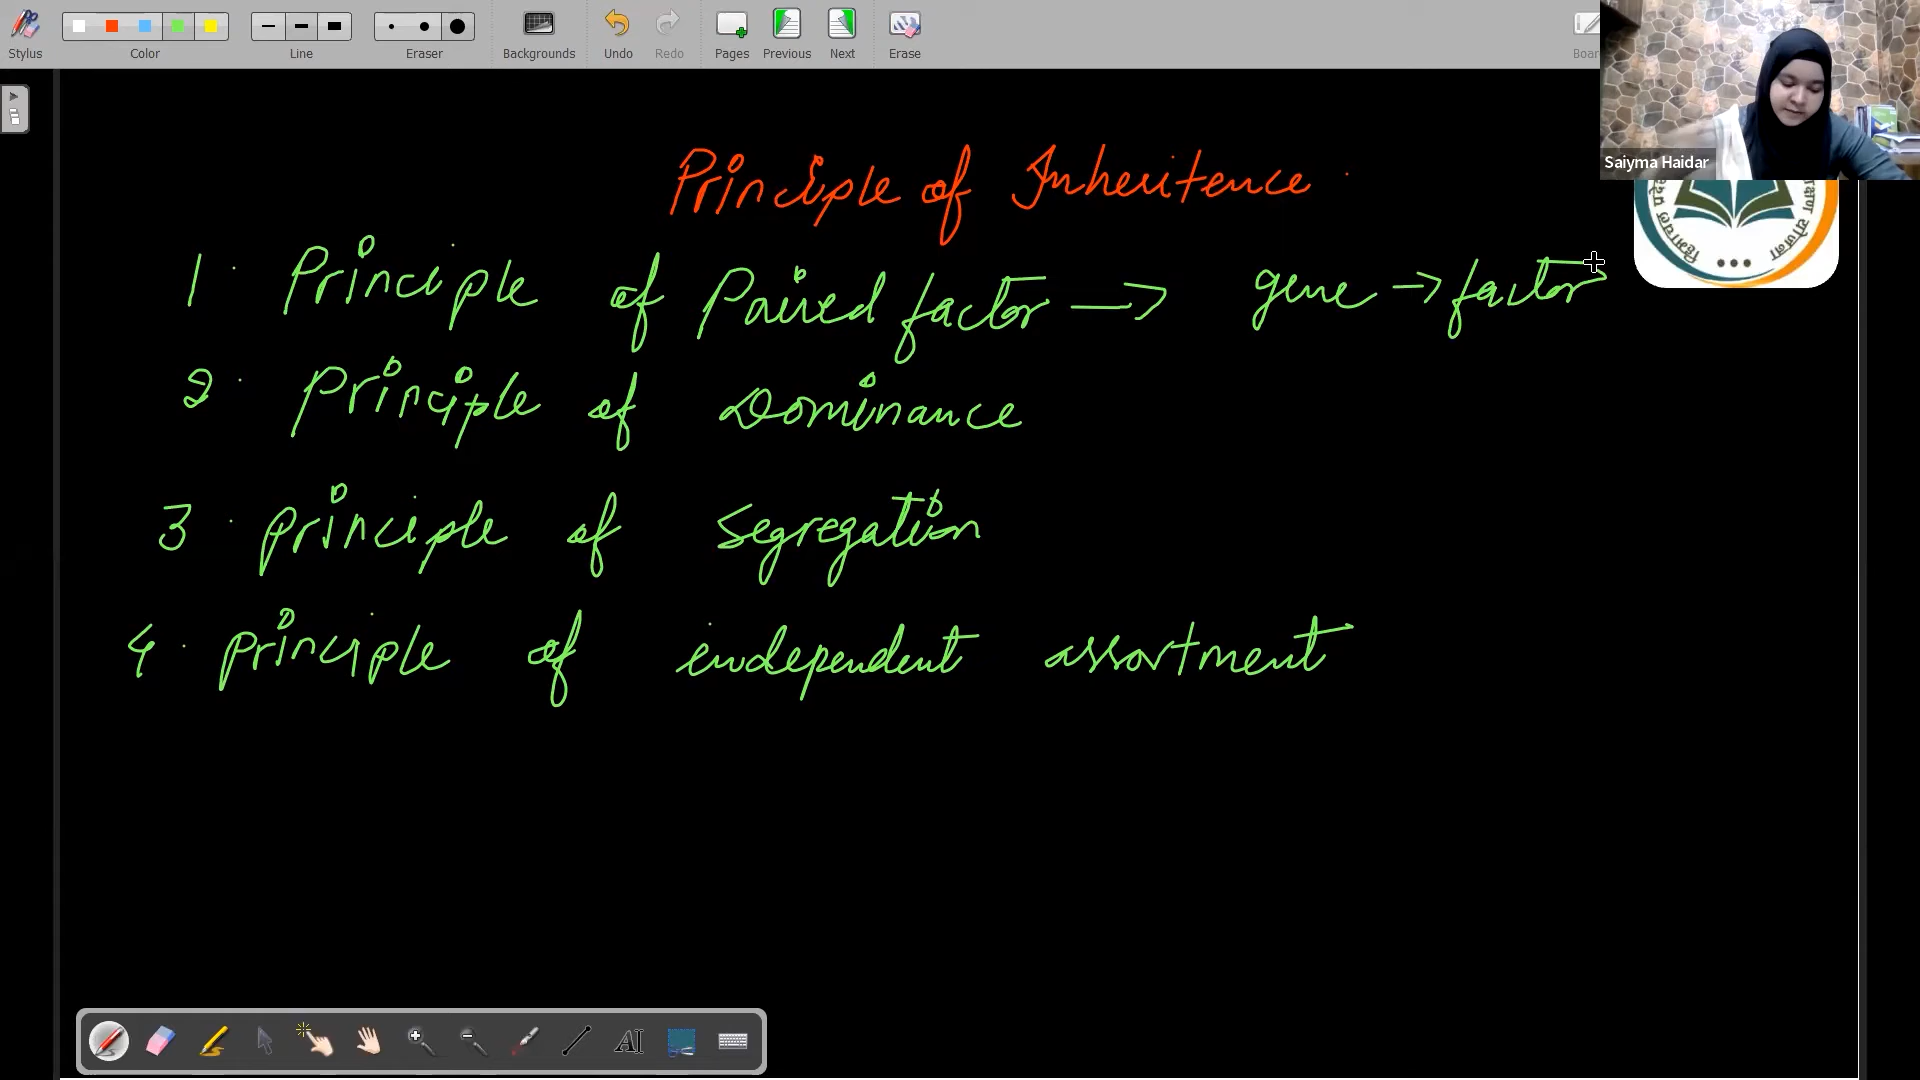 Stylus Color Line Eraser Backgrounds Undo Redo Pages Previous Next Erase
Saiyma Haidar
Principle of Inheritence
1. Principle of Paired factor → gene → factor
2. Principle of Dominance
3. principle of segregation
4. principle of independent assortment
AI